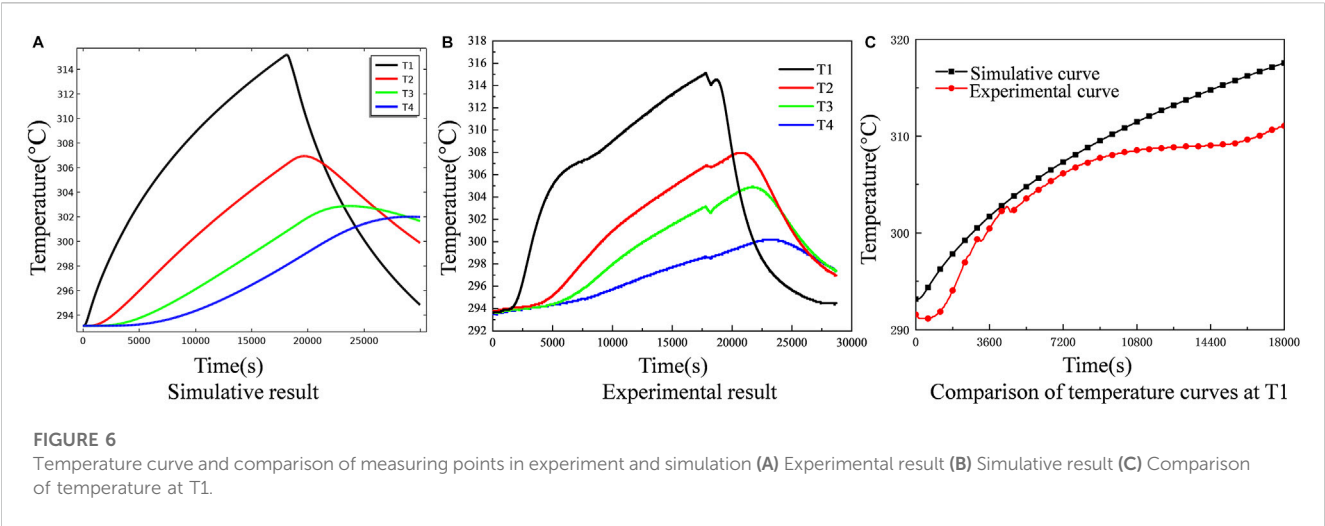 A
314
312
310
308
306
304
302
300
298
296
294
0
5000
10000
15000
20000
25000
T1
T2
T3
T4
Temperature(°C)
Time(s)
Simulative result
B
318
316
314
312
310
308
306
304
302
300
298
296
294
292
0
5000
10000
15000
20000
25000
30000
T1
T2
T3
T4
Temperature(°C)
Time(s)
Experimental result
C
320
310
300
290
0
3600
7200
10800
14400
18000
Simulative curve
Experimental curve
Temperature(°C)
Time(s)
Comparison of temperature curves at T1
FIGURE 6
Temperature curve and comparison of measuring points in experiment and simulation (A) Experimental result (B) Simulative result (C) Comparison
of temperature at T1.